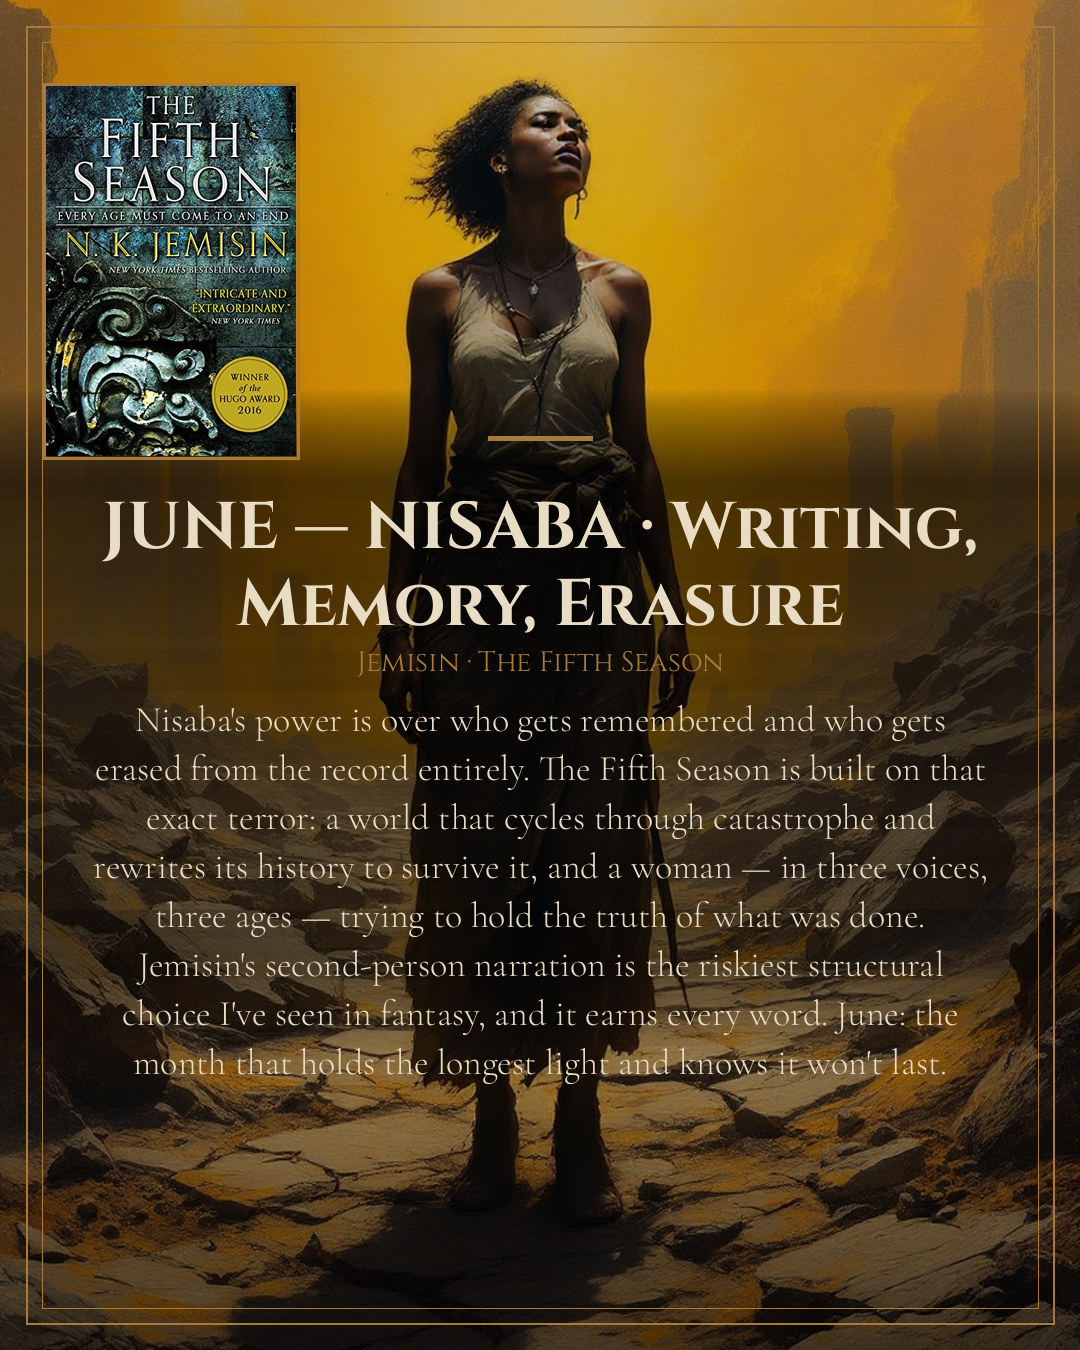 THE
FIFTH
SEASON
EVERY AGE MUST COME TO AN END
N. K. JEMISIN
NEW YORK TIMES BESTSELLING AUTHOR
"INTRICATE AND
EXTRAORDINARY."
—NEW YORK TIMES
WINNER
of the
HUGO AWARD
2016
JUNE — NISABA · WRITING,
MEMORY, ERASURE
JEMISIN · THE FIFTH SEASON
Nisaba's power is over who gets remembered and who gets
erased from the record entirely. The Fifth Season is built on that
exact terror: a world that cycles through catastrophe and
rewrites its history to survive it, and a woman — in three voices,
three ages — trying to hold the truth of what was done.
Jemisin's second-person narration is the riskiest structural
choice I've seen in fantasy, and it earns every word. June: the
month that holds the longest light and knows it won't last.